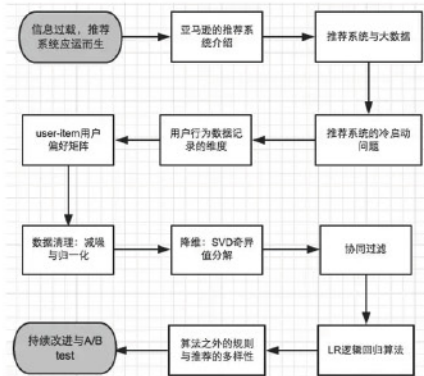 信息过载，推荐
系统应运而生
亚马逊的推荐系
统介绍
推荐系统与大数据
推荐系统的冷启动
问题
用户行为数据记
录的维度
user-item用户
偏好矩阵
数据清理：减噪
与归一化
降维：SVD奇异
值分解
协同过滤
LR逻辑回归算法
算法之外的规则
与推荐的多样性
持续改进与A/B
test